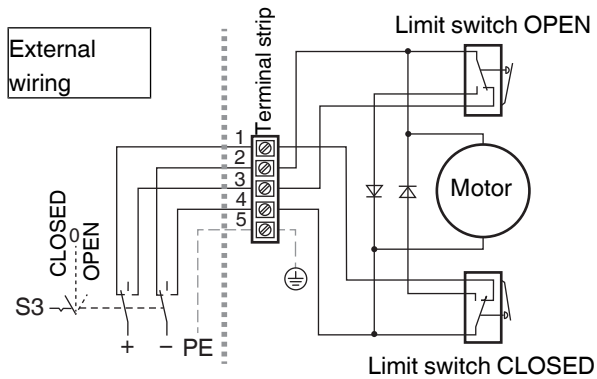 Limit switch OPEN
External
wiring
Terminal strip
1
2
3
4
5
Motor
CLOSED
0
OPEN
S3
+
–
PE
Limit switch CLOSED